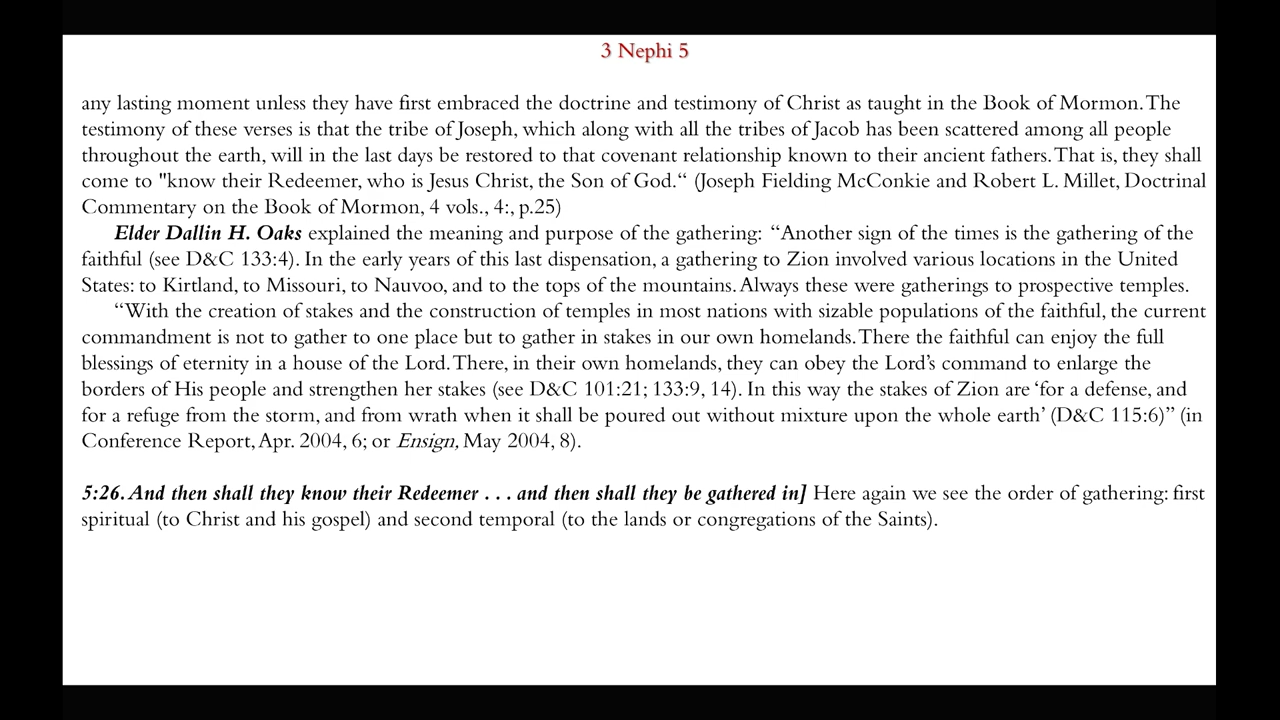 3 Nephi 5
any lasting moment unless they have first embraced the doctrine and testimony of Christ as taught in the Book of Mormon. The
testimony of these verses is that the tribe of Joseph, which along with all the tribes of Jacob has been scattered among all people
throughout the earth, will in the last days be restored to that covenant relationship known to their ancient fathers. That is, they shall
come to "know their Redeemer, who is Jesus Christ, the Son of God.“ (Joseph Fielding McConkie and Robert L. Millet, Doctrinal
Commentary on the Book of Mormon, 4 vols., 4:, p.25)
Elder Dallin H. Oaks explained the meaning and purpose of the gathering: “Another sign of the times is the gathering of the
faithful (see D&C 133:4). In the early years of this last dispensation, a gathering to Zion involved various locations in the United
States: to Kirtland, to Missouri, to Nauvoo, and to the tops of the mountains. Always these were gatherings to prospective temples.
“With the creation of stakes and the construction of temples in most nations with sizable populations of the faithful, the current
commandment is not to gather to one place but to gather in stakes in our own homelands. There the faithful can enjoy the full
blessings of eternity in a house of the Lord. There, in their own homelands, they can obey the Lord’s command to enlarge the
borders of His people and strengthen her stakes (see D&C 101:21; 133:9, 14). In this way the stakes of Zion are ‘for a defense, and
for a refuge from the storm, and from wrath when it shall be poured out without mixture upon the whole earth’ (D&C 115:6)” (in
Conference Report, Apr. 2004, 6; or Ensign, May 2004, 8).
5:26. And then shall they know their Redeemer . . . and then shall they be gathered in] Here again we see the order of gathering: first
spiritual (to Christ and his gospel) and second temporal (to the lands or congregations of the Saints).